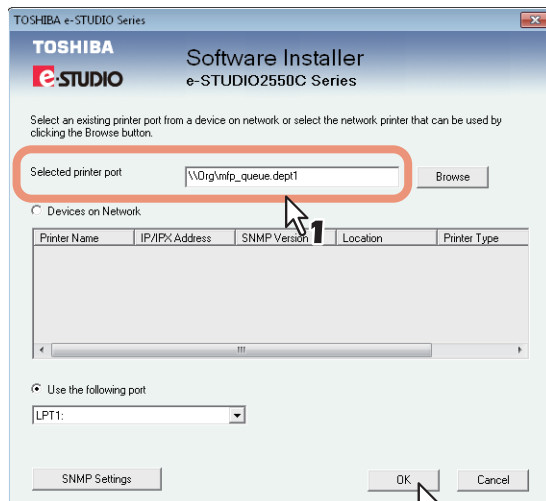 TOSHIBA e-STUDIO Series
TOSHIBA
e-STUDIO
Software Installer
e-STUDIO2550C Series
Select an existing printer port from a device on network or select the network printer that can be used by
clicking the Browse button.
Selected printer port
\\Org\mfp_queue.dept1
Browse
1
Devices on Network
Printer Name IP/IPX Address SNMP Version Location Printer Type
Use the following port
LPT1:
SNMP Settings
OK
Cancel